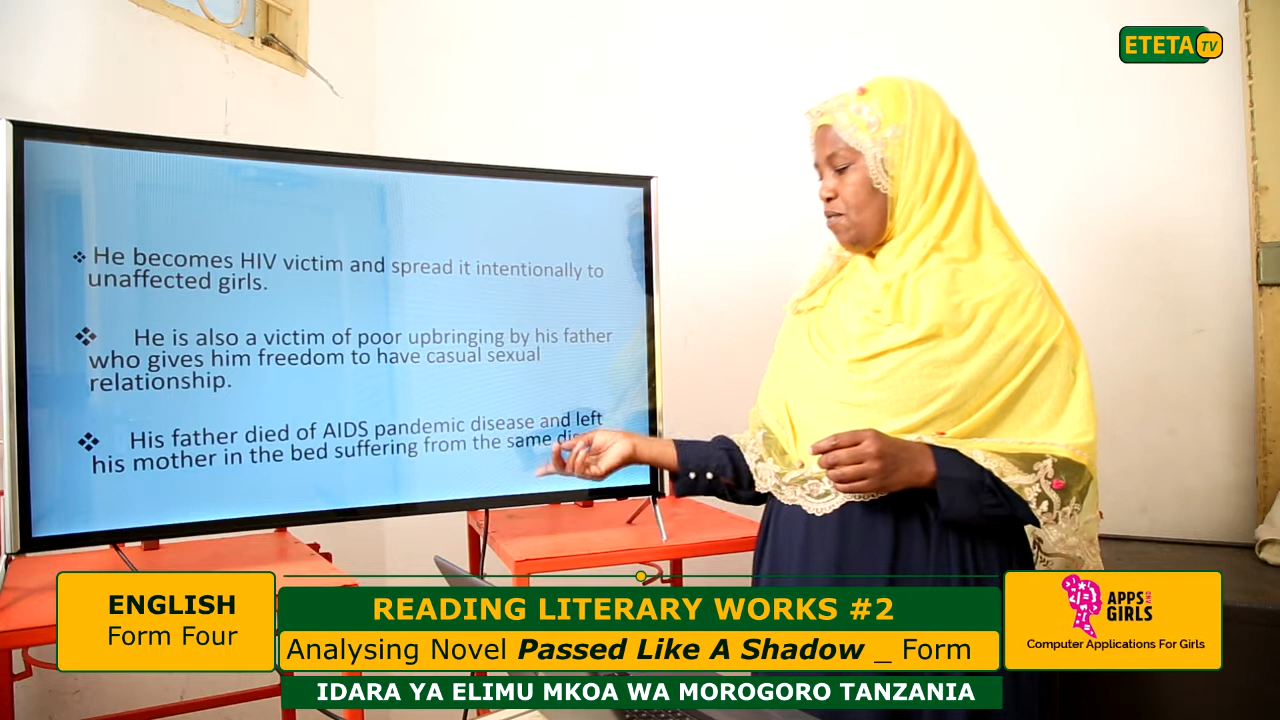 ETETA TV
❖ He becomes HIV victim and spread it intentionally to
unaffected girls.
❖ He is also a victim of poor upbringing by his father
who gives him freedom to have casual sexual
relationship.
❖ His father died of AIDS pandemic disease and left
his mother in the bed suffering from the same
ENGLISH
Form Four
READING LITERARY WORKS #2
Analysing Novel Passed Like A Shadow _ Form
IDARA YA ELIMU MKOA WA MOROGORO TANZANIA
APPS AND
GIRLS
Computer Applications For Girls